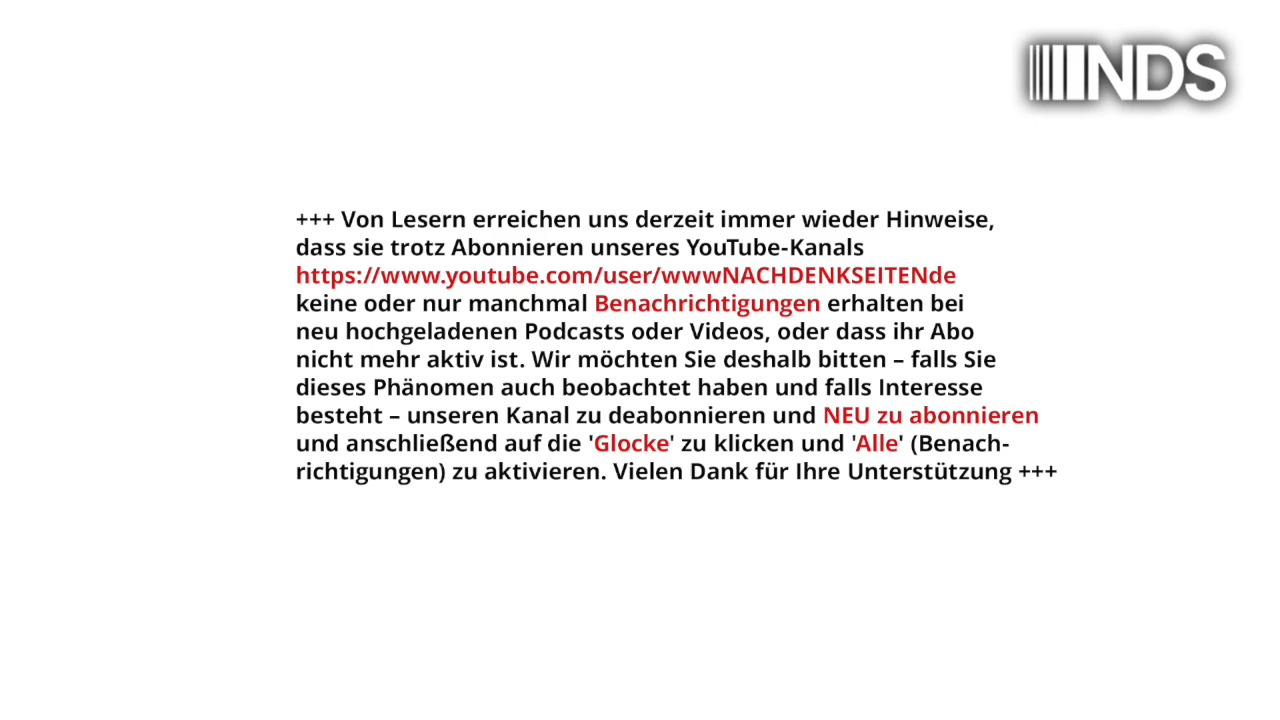 NDS
+++ Von Lesern erreichen uns derzeit immer wieder Hinweise,
dass sie trotz Abonnieren unseres YouTube-Kanals
https://www.youtube.com/user/wwwNACHDENKSEITENde
keine oder nur manchmal Benachrichtigungen erhalten bei
neu hochgeladenen Podcasts oder Videos, oder dass ihr Abo
nicht mehr aktiv ist. Wir möchten Sie deshalb bitten – falls Sie
dieses Phänomen auch beobachtet haben und falls Interesse
besteht – unseren Kanal zu deabonnieren und NEU zu abonnieren
und anschließend auf die 'Glocke' zu klicken und 'Alle' (Benach-
richtigungen) zu aktivieren. Vielen Dank für Ihre Unterstützung +++